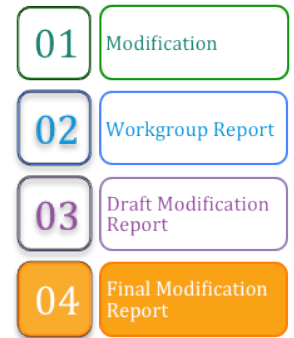 01
Modification
02
Workgroup Report
03
Draft Modification
Report
04
Final Modification
Report